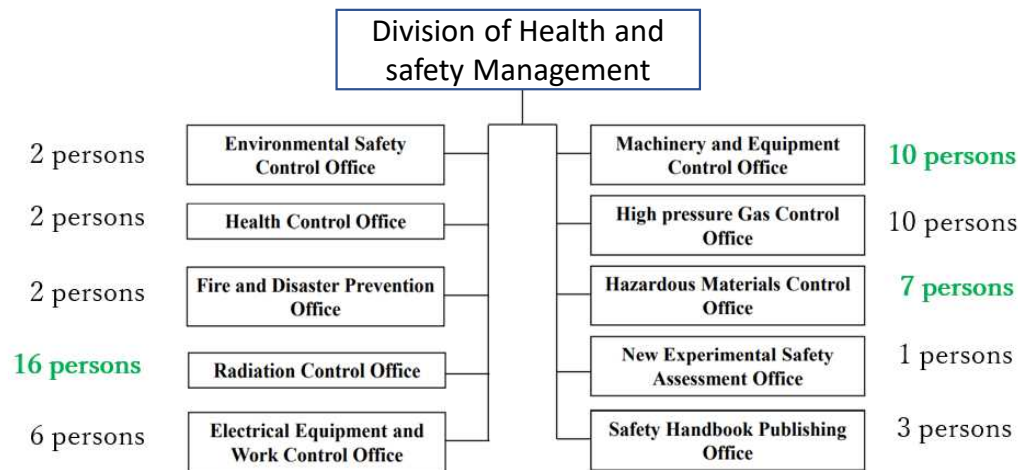 Division of Health and
safety Management
2 persons
Environmental Safety
Control Office
2 persons
Health Control Office
2 persons
Fire and Disaster Prevention
Office
16 persons
Radiation Control Office
6 persons
Electrical Equipment and
Work Control Office
Machinery and Equipment
Control Office
10 persons
High pressure Gas Control
Office
10 persons
Hazardous Materials Control
Office
7 persons
New Experimental Safety
Assessment Office
1 persons
Safety Handbook Publishing
Office
3 persons